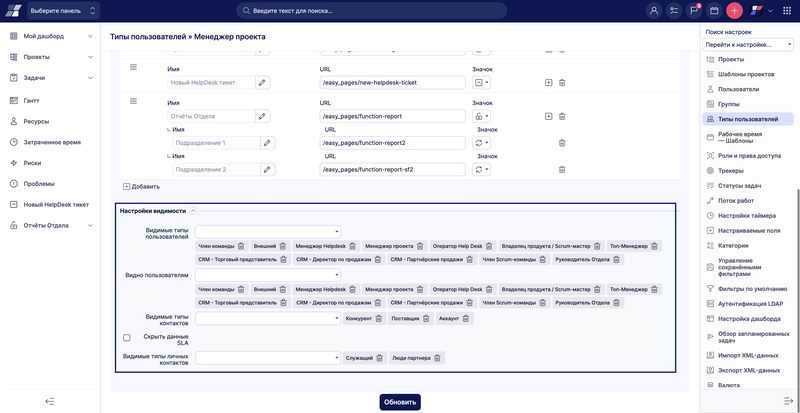 Выберите панель
Введите текст для поиска...
Мой дашборд
Проекты
Задачи
Гантт
Ресурсы
Затраченное время
Риски
Проблемы
Новый HelpDesk тикет
Отчёты Отдела
Типы пользователей » Менеджер проекта
Имя URL Значок
Новый HelpDesk тикет /easy_pages/new-helpdesk-ticket
Имя URL Значок
Отчёты Отдела /easy_pages/function-report
Имя URL Значок
Подразделение 1 /easy_pages/function-report2
Имя URL Значок
Подразделение 2 /easy_pages/function-report-sf2
Добавить
Настройки видимости
Видимые типы пользователей
Член команды Внешний Менеджер Helpdesk Менеджер проекта Оператор Help Desk Владелец продукта / Scrum-мастер Топ-Менеджер
CRM - Торговый представитель CRM - Директор по продажам CRM - Партнёрские продажи Член Scrum-команды Руководитель Отдела
Видно пользователям
Член команды Внешний Менеджер Helpdesk Менеджер проекта Оператор Help Desk Владелец продукта / Scrum-мастер Топ-Менеджер
CRM - Торговый представитель CRM - Директор по продажам CRM - Партнёрские продажи Член Scrum-команды Руководитель Отдела
Видимые типы контактов
Конкурент Поставщик Аккаунт
Скрыть данные SLA
Видимые типы личных контактов
Служащий Люди партнера
Обновить
Поиск настроек
Перейти к настройке...
Проекты
Шаблоны проектов
Пользователи
Группы
Типы пользователей
Рабочее время
— Шаблоны
Роли и права доступа
Трекеры
Статусы задач
Поток работ
Настройки таймера
Настраиваемые поля
Категории
Управление
сохранёнными
фильтрами
Фильтры по умолчанию
Аутентификация LDAP
Настройка дашборда
Обзор запланированных
задач
Импорт XML-данных
Экспорт XML-данных
Валюта